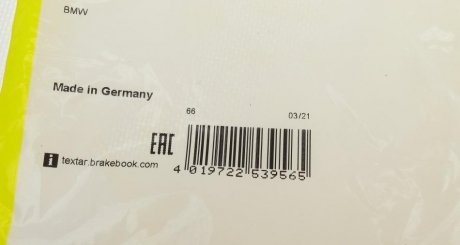 BMW
Made in Germany
66 03/21
EAC
i textar.brakebook.com
4 019722 539565